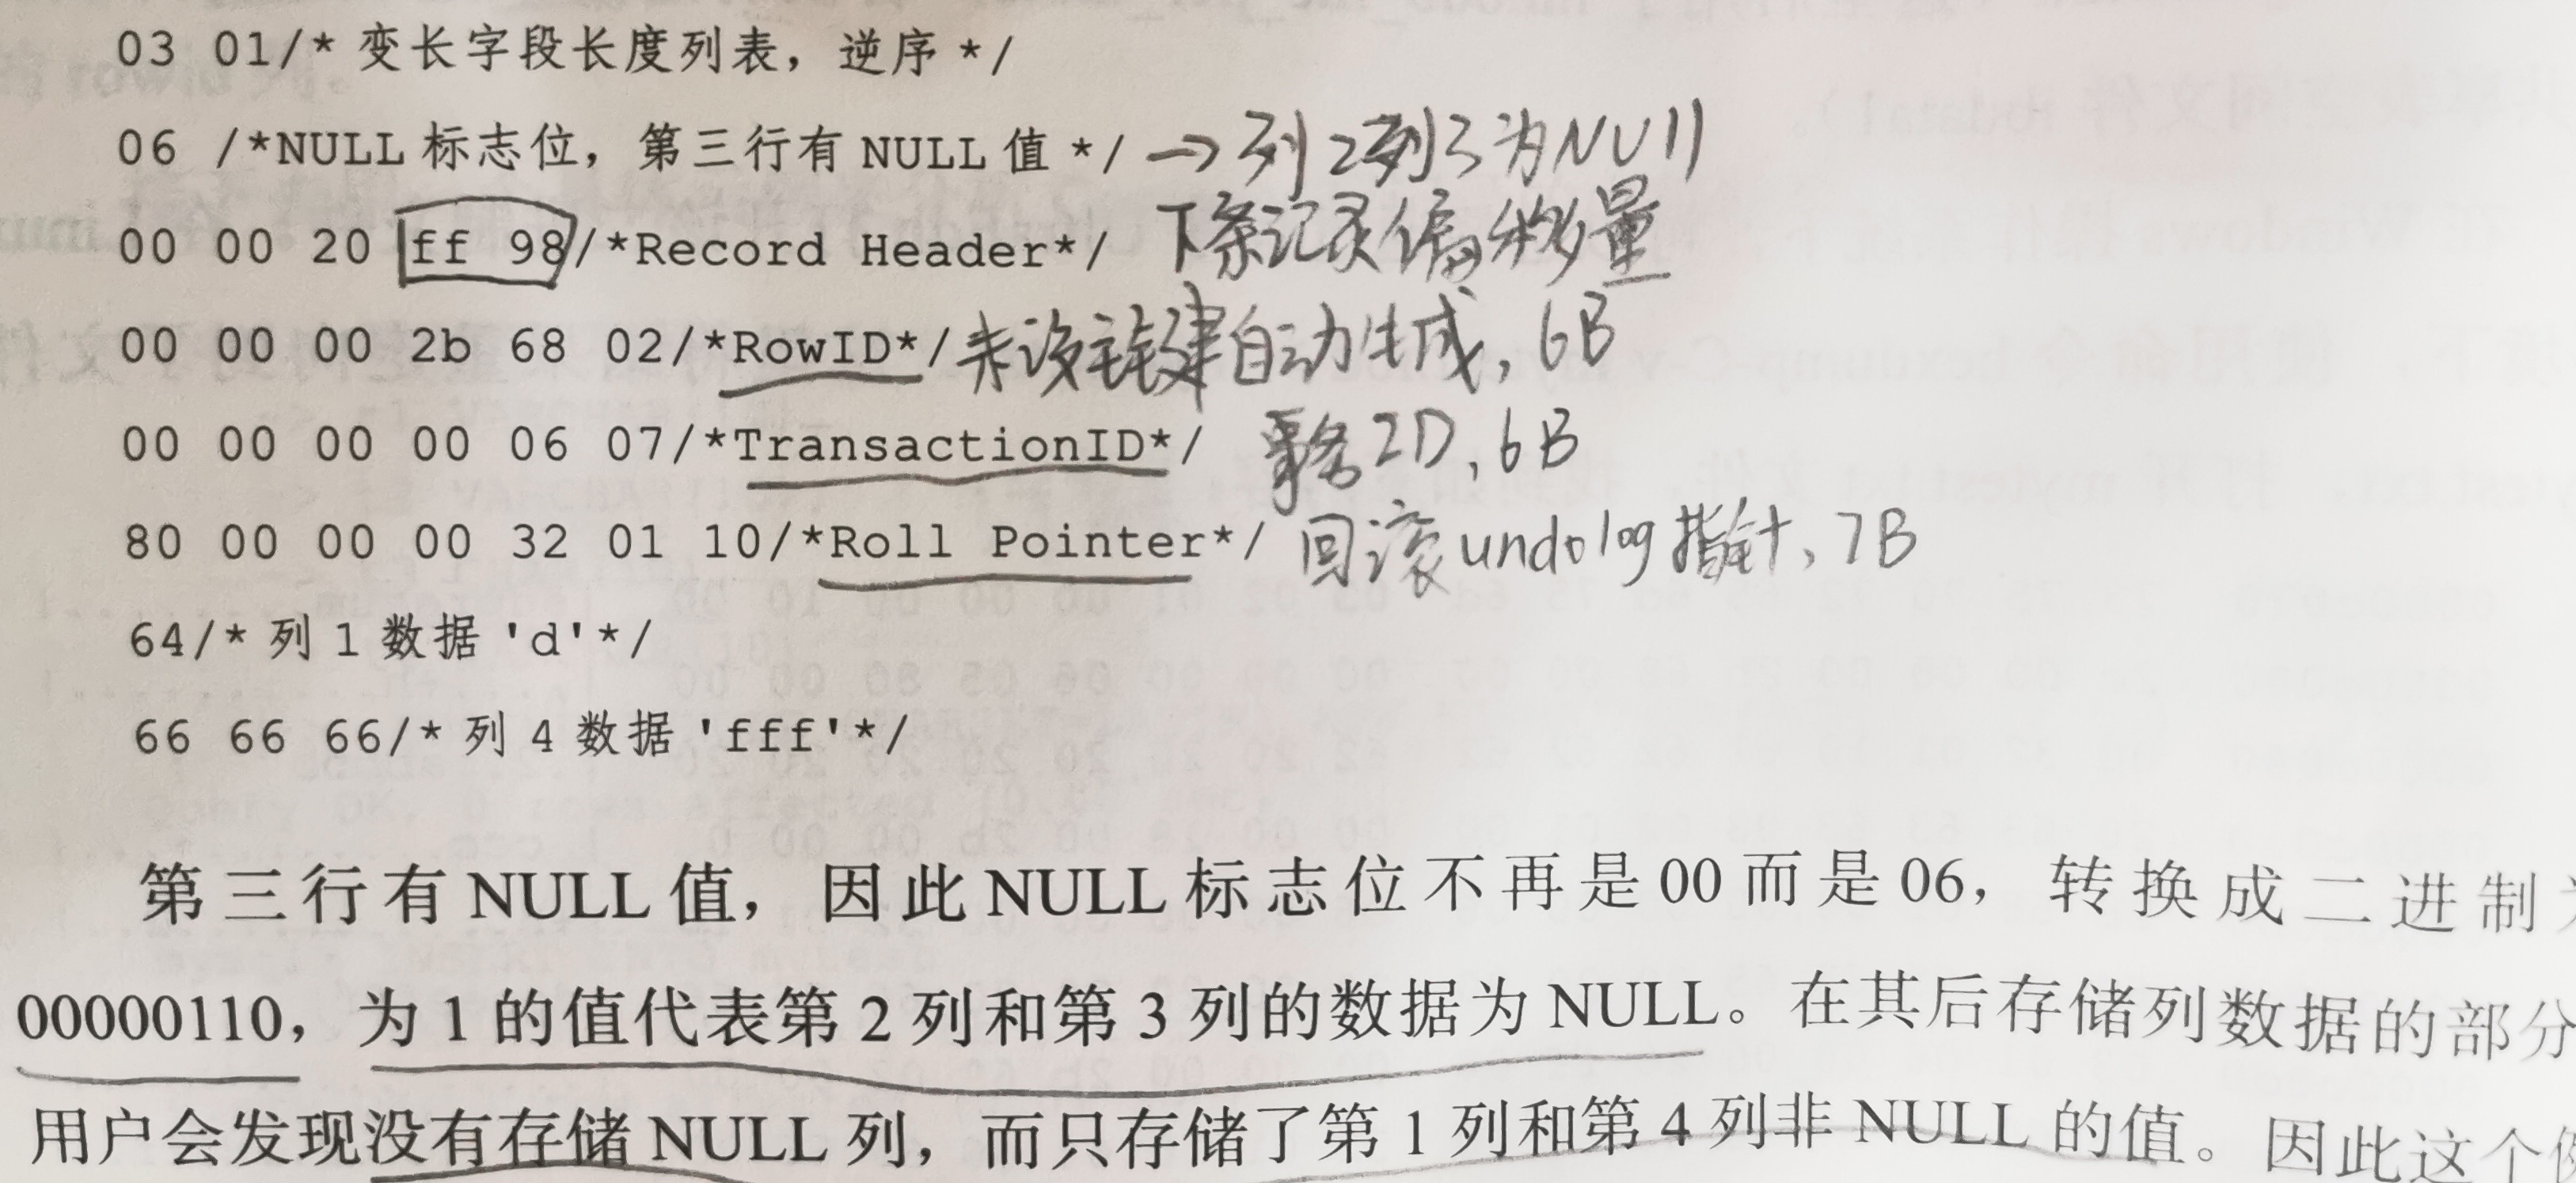 03 01/* 变长字段长度列表，逆序 */
06 /*NULL 标志位，第三行有 NULL 值 */ → 列2列3为NUll
00 00 20 ff 98/*Record Header*/ 下条记录偏移量
00 00 00 2b 68 02/*RowID*/ 未设主键自动生成，6B
00 00 00 00 06 07/*TransactionID*/ 事务ID，6B
80 00 00 00 32 01 10/*Roll Pointer*/ 回滚undolog指针，7B
64/* 列 1 数据 'd'*/
66 66 66/* 列 4 数据 'fff'*/
第三行有 NULL 值，因此 NULL 标志位不再是 00 而是 06，转换成二进制
00000110，为 1 的值代表第 2 列和第 3 列的数据为 NULL。在其后存储列数据的部分
用户会发现没有存储 NULL 列，而只存储了第 1 列和第 4 列非 NULL 的值。因此这个